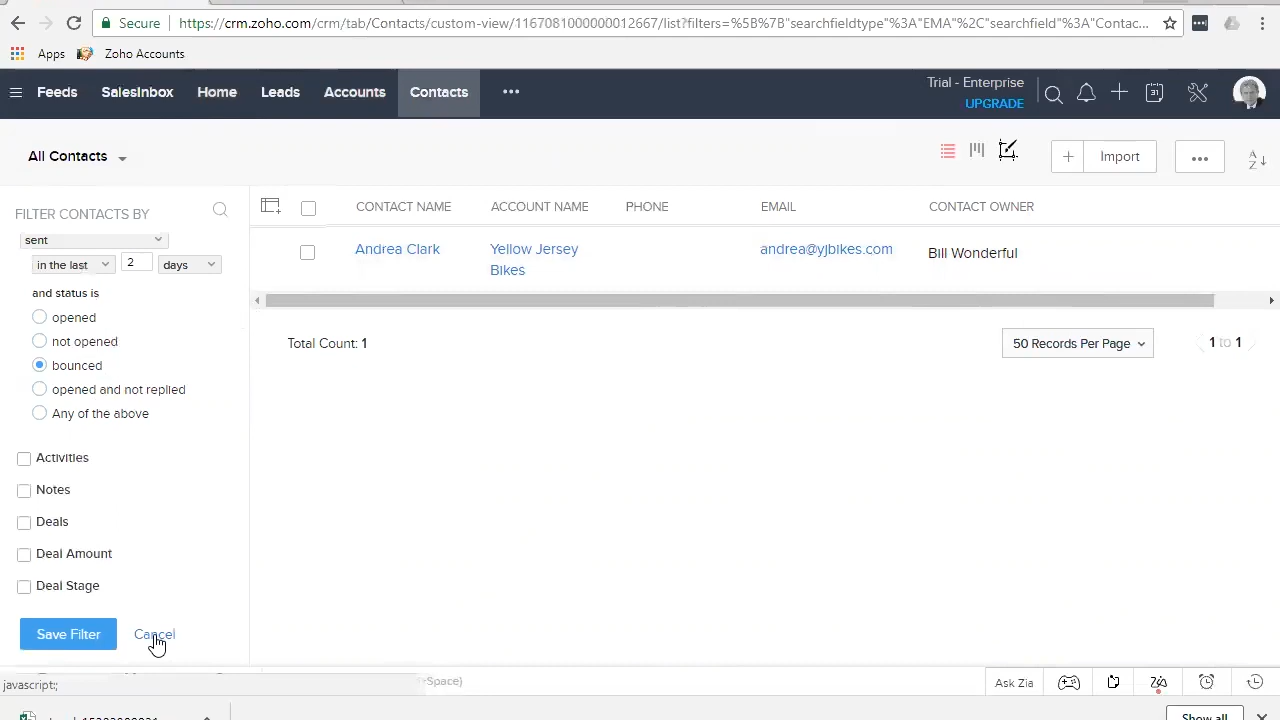 Secure https://crm.zoho.com/crm/tab/Contacts/custom-view/1167081000000012667/list?filters=%5B%7B"searchfieldtype"%3A"EMA"%2C"searchfield"%3A"Contac...
Apps Zoho Accounts
Feeds SalesInbox Home Leads Accounts Contacts ••• Trial - Enterprise
UPGRADE
31
All Contacts
Import •••
A
Z
FILTER CONTACTS BY
CONTACT NAME ACCOUNT NAME PHONE EMAIL CONTACT OWNER
sent
Andrea Clark Yellow Jersey Bikes andrea@yjbikes.com Bill Wonderful
in the last 2 days
and status is
opened
not opened
bounced
opened and not replied
Any of the above
Total Count: 1 50 Records Per Page 1 to 1
Activities
Notes
Deals
Deal Amount
Deal Stage
Save Filter Cancel
javascript:; -Space) Ask Zia
Show all